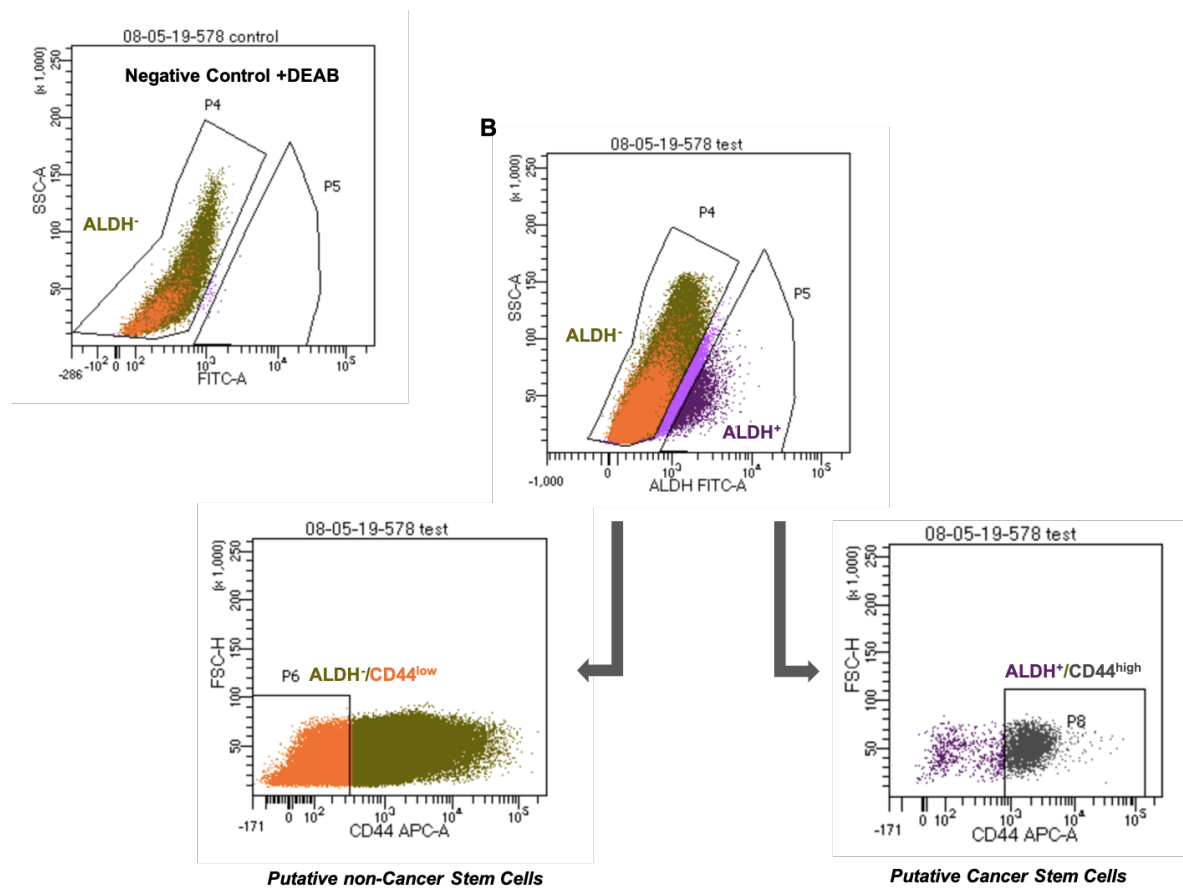 08-05-19-578 control
Negative Control +DEAB
(x 1,000)
250
200
150
100
50
SSC-A
P4
P5
ALDH-
-286 -10² 0 10² 10³ 10⁴ 10⁵
FITC-A
B
08-05-19-578 test
(x 1,000)
250
200
150
100
50
SSC-A
P4
P5
ALDH-
ALDH+
-1,000 0 10³ 10⁴ 10⁵
ALDH FITC-A
08-05-19-578 test
(x 1,000)
250
200
150
100
50
FSC-H
P6 ALDH-/CD44low
-171 0 10² 10³ 10⁴ 10⁵
CD44 APC-A
Putative non-Cancer Stem Cells
08-05-19-578 test
(x 1,000)
250
200
150
100
50
FSC-H
ALDH+/CD44high
P8
-171 0 10² 10³ 10⁴ 10⁵
CD44 APC-A
Putative Cancer Stem Cells